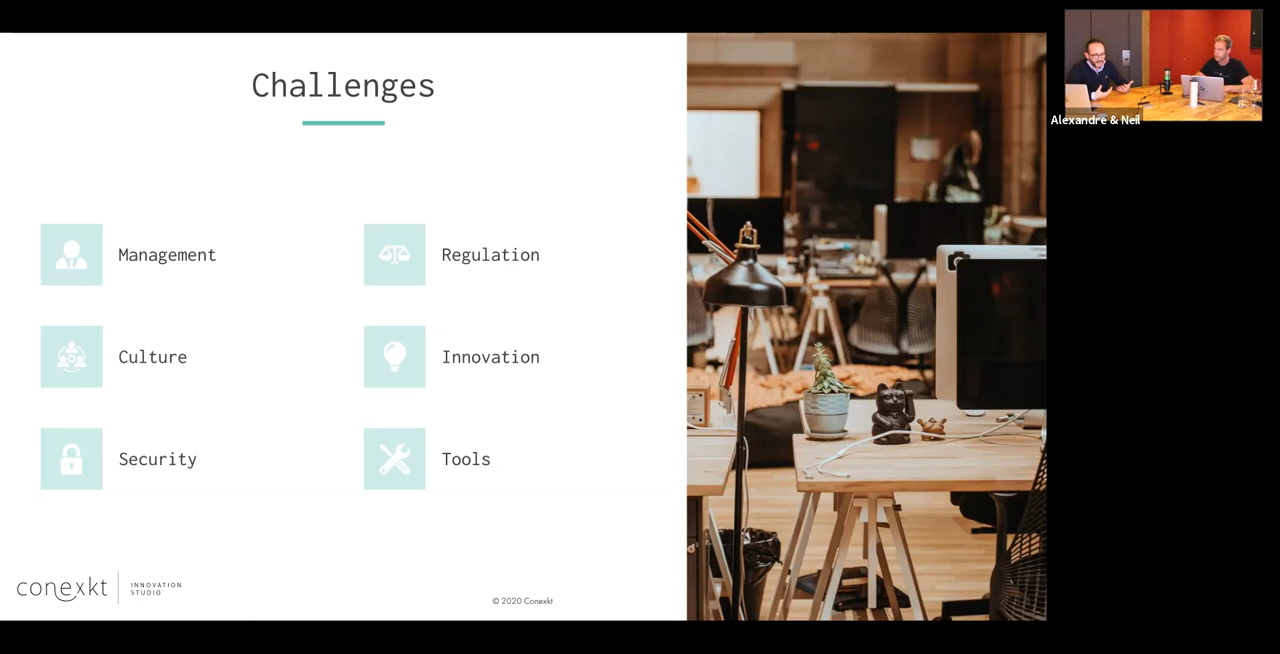 Challenges
Management
Regulation
Culture
Innovation
Security
Tools
conexkt
INNOVATION
STUDIO
© 2020 Conexkt
Alexandre & Neil